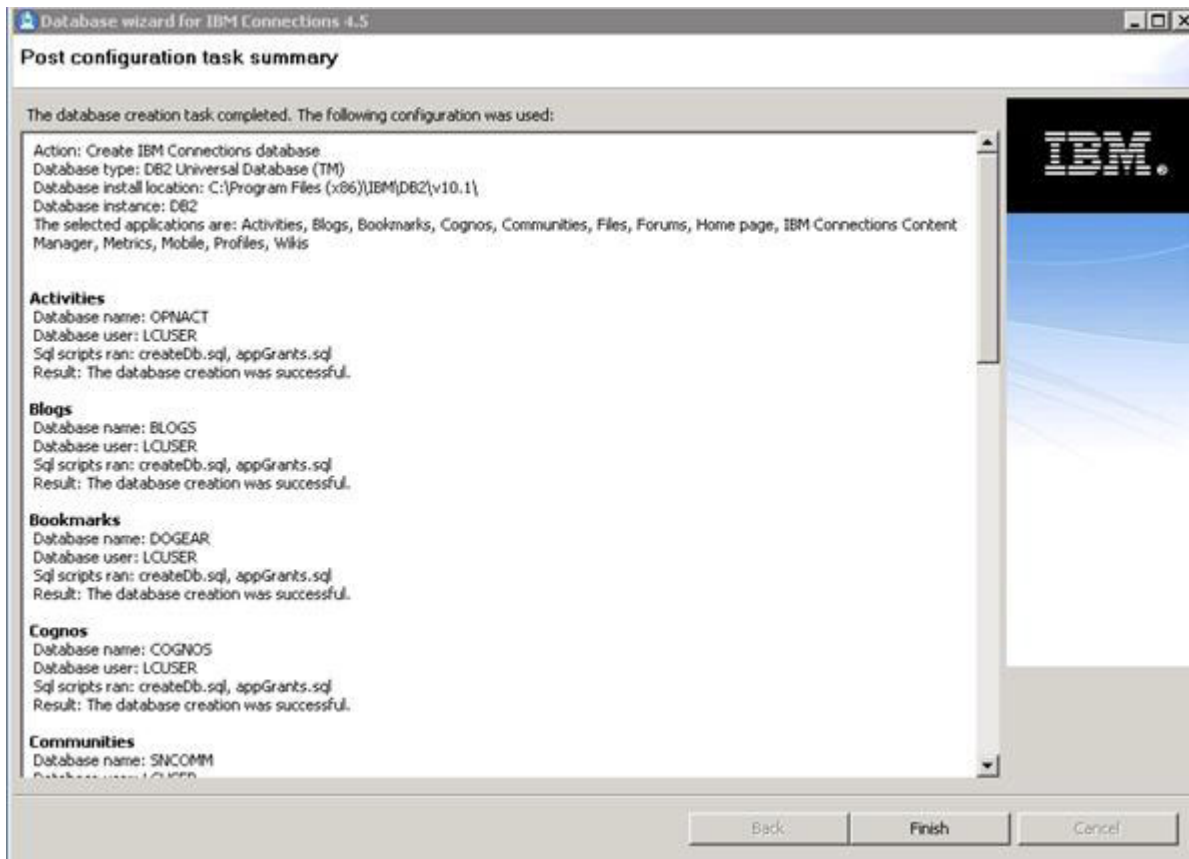 Database wizard for IBM Connections 4.5
Post configuration task summary
The database creation task completed. The following configuration was used:
Action: Create IBM Connections database
Database type: DB2 Universal Database (TM)
Database install location: C:\Program Files (x86)\IBM\DB2\v10.1\
Database instance: DB2
The selected applications are: Activities, Blogs, Bookmarks, Cognos, Communities, Files, Forums, Home page, IBM Connections Content
Manager, Metrics, Mobile, Profiles, Wikis
Activities
Database name: OPNACT
Database user: LCUSER
Sql scripts ran: createDb.sql, appGrants.sql
Result: The database creation was successful.
Blogs
Database name: BLOGS
Database user: LCUSER
Sql scripts ran: createDb.sql, appGrants.sql
Result: The database creation was successful.
Bookmarks
Database name: DOGEAR
Database user: LCUSER
Sql scripts ran: createDb.sql, appGrants.sql
Result: The database creation was successful.
Cognos
Database name: COGNOS
Database user: LCUSER
Sql scripts ran: createDb.sql, appGrants.sql
Result: The database creation was successful.
Communities
Database name: SNCOMM
Database user: LCUSER
IBM®
Back
Finish
Cancel